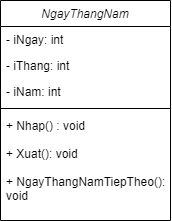 NgayThangNam
- iNgay: int
- iThang: int
- iNam: int
+ Nhap() : void
+ Xuat(): void
+ NgayThangNamTiepTheo():
void